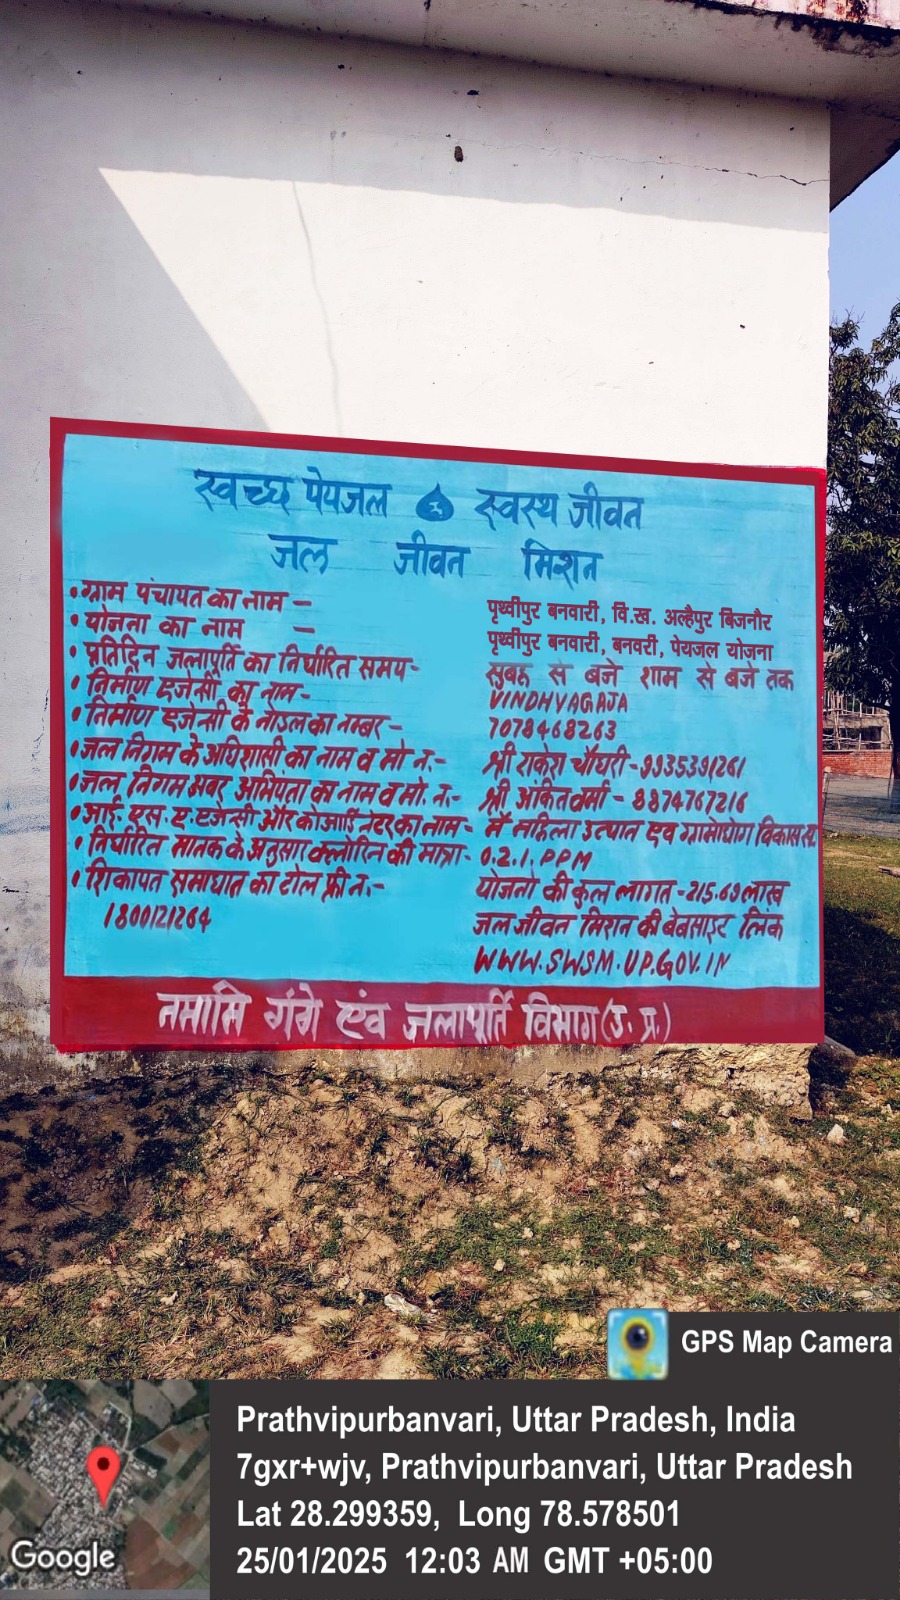 स्वच्छ पेयजल स्वस्थ जीवन
जल जीवन मिशन
• ग्राम पंचायत का नाम – पृथ्वीपुर बनवारी, वि.ख. अल्हैपुर बिजनौर
• योजना का नाम – पृथ्वीपुर बनवारी, बनवरी, पेयजल योजना
• प्रतिदिन जलापूर्ति का निर्धारित समय- सुबह से बजे शाम से बजे तक
• निर्माण एजेन्सी का नाम- VINDHYAGAJA
• निर्माण एजेन्सी के नोडल का नम्बर- 7078468263
• जल निगम के अधिशासी का नाम व मो न.- श्री राकेश चौधरी - 9935391261
• जल निगम अवर अभियंता का नाम व मो. न.- श्री अंकित वर्मा - 8874767216
• आई. एस. ए. एजेन्सी और कोआर्डिनेटर का नाम- में महिला उत्थान एवं ग्रामोद्योग विकास
• निर्धारित मानक के अनुसार क्लोरिन की मात्रा- 0.2.1. PPM
• शिकायत समाधान का टोल फ्री न.- योजना की कुल लागत - 215.69 लाख
1800121264 जल जीवन मिशन की बेबसाइट लिंक
WWW.SWSM.UP.GOV.IN
नमामि गंगे एंव जलापूर्ति विभाग (उ. प्र.)
GPS Map Camera
Prathvipurbanvari, Uttar Pradesh, India
7gxr+wjv, Prathvipurbanvari, Uttar Pradesh
Lat 28.299359, Long 78.578501
25/01/2025 12:03 AM GMT +05:00
Google